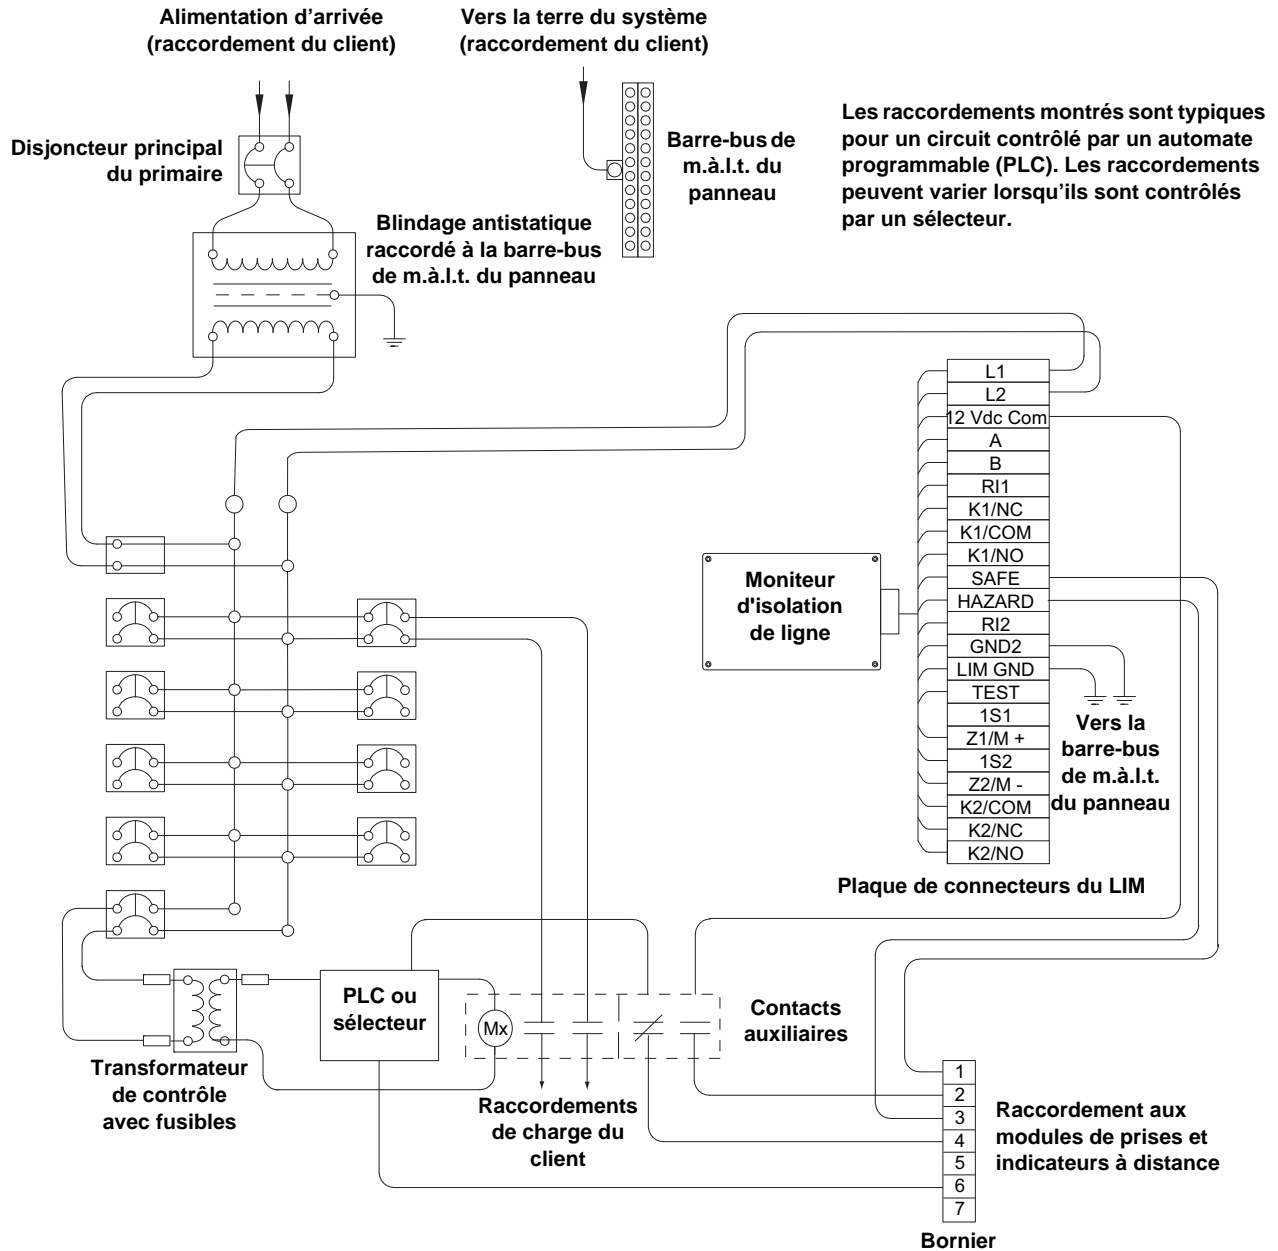 Alimentation d'arrivée
(raccordement du client)
Vers la terre du système
(raccordement du client)
Disjoncteur principal
du primaire
Barre-bus de
m.à.l.t. du
panneau
Les raccordements montrés sont typiques
pour un circuit contrôlé par un automate
programmable (PLC). Les raccordements
peuvent varier lorsqu'ils sont contrôlés
par un sélecteur.
Blindage antistatique
raccordé à la barre-bus
de m.à.l.t. du panneau
L1
L2
12 Vdc Com
A
B
RI1
K1/NC
K1/COM
K1/NO
SAFE
HAZARD
RI2
GND2
LIM GND
TEST
1S1
Z1/M +
1S2
Z2/M -
K2/COM
K2/NC
K2/NO
Moniteur
d'isolation
de ligne
Vers la
barre-bus
de m.à.l.t.
du panneau
Plaque de connecteurs du LIM
PLC ou
sélecteur
Mx
Contacts
auxiliaires
Transformateur
de contrôle
avec fusibles
Raccordements
de charge du
client
1
2
3
4
5
6
7
Raccordement aux
modules de prises et
indicateurs à distance
Bornier